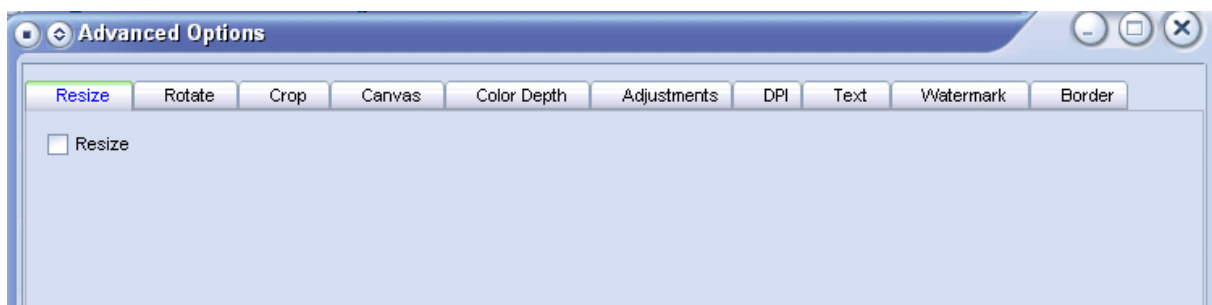 Advanced Options
Resize Rotate Crop Canvas Color Depth Adjustments DPI Text Watermark Border
Resize